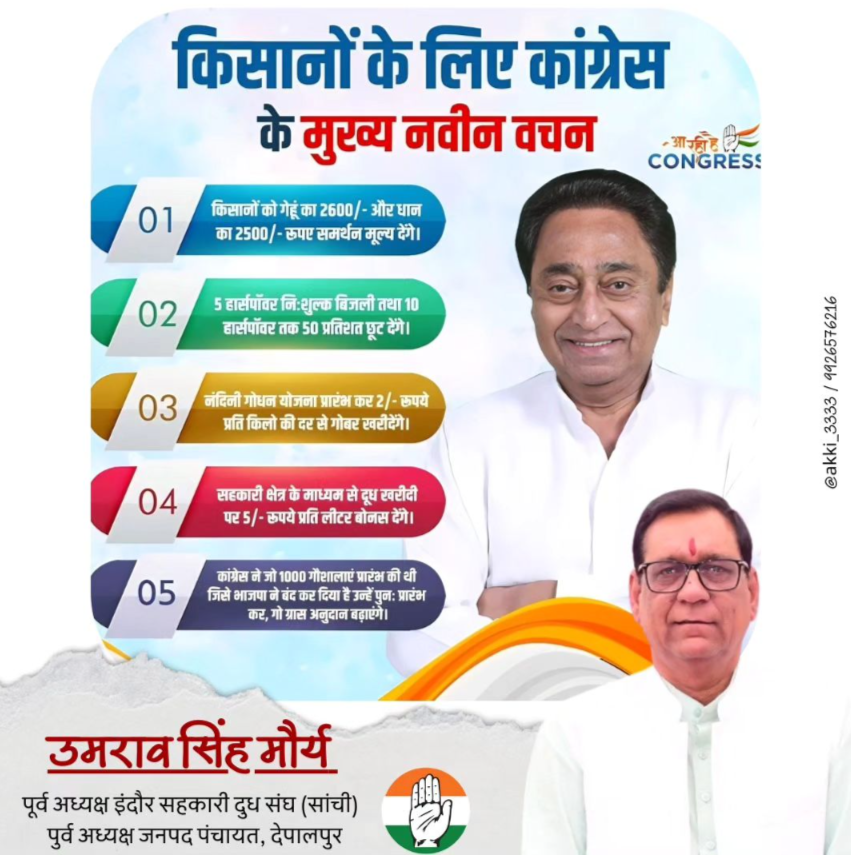 किसानों के लिए कांग्रेस
के मुख्य नवीन वचन
आ रही है
CONGRESS
01
किसानों को गेहूं का 2600/- और धान
का 2500/- रूपए समर्थन मूल्य देंगे।
02
5 हार्सपॉवर नि:शुल्क बिजली तथा 10
हार्सपॉवर तक 50 प्रतिशत छूट देंगे।
03
नंदिनी गोधन योजना प्रारंभ कर 2/- रूपये
प्रति किलो की दर से गोबर खरीदेंगे।
04
सहकारी क्षेत्र के माध्यम से दूध खरीदी
पर 5/- रूपये प्रति लीटर बोनस देंगे।
05
कांग्रेस ने जो 1000 गौशालाएं प्रारंभ की थी
जिसे भाजपा ने बंद कर दिया है उन्हें पुन: प्रारंभ
कर, गो ग्रास अनुदान बढ़ाएंगे।
@akki_3333 / 9926576216
उमराव सिंह मौर्य
पूर्व अध्यक्ष इंदौर सहकारी दुध संघ (सांची)
पुर्व अध्यक्ष जनपद पंचायत, देपालपुर